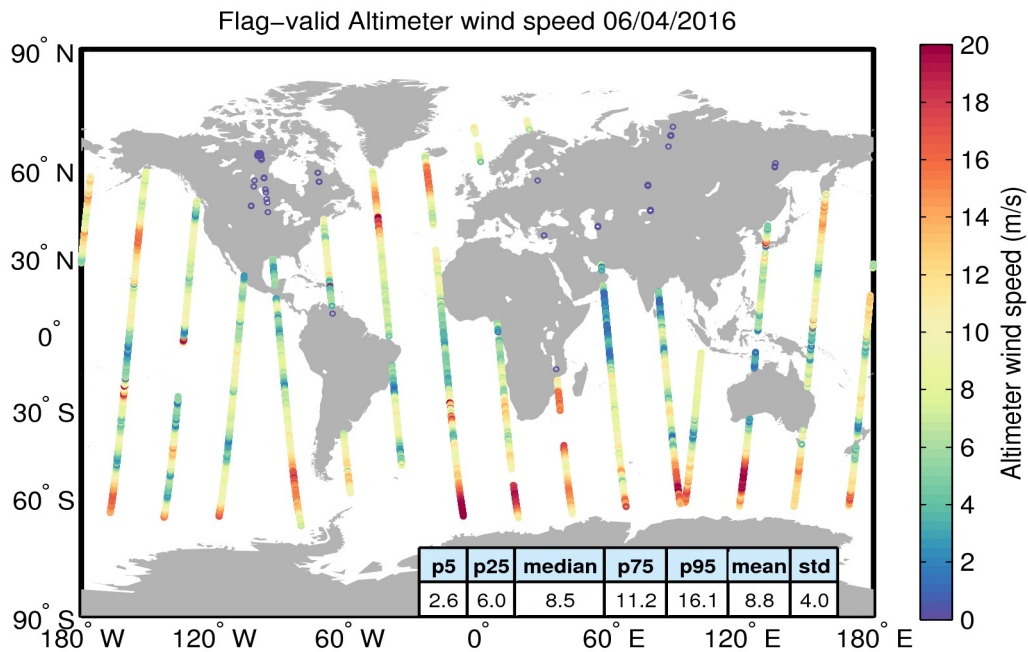 Flag−valid Altimeter wind speed 06/04/2016
90° N
60° N
30° N
0°
30° S
60° S
90° S
180° W
120° W
60° W
0°
60° E
120° E
180° E
p5 p25 median p75 p95 mean std
2.6 6.0 8.5 11.2 16.1 8.8 4.0
20
18
16
14
12
10
8
6
4
2
0
Altimeter wind speed (m/s)